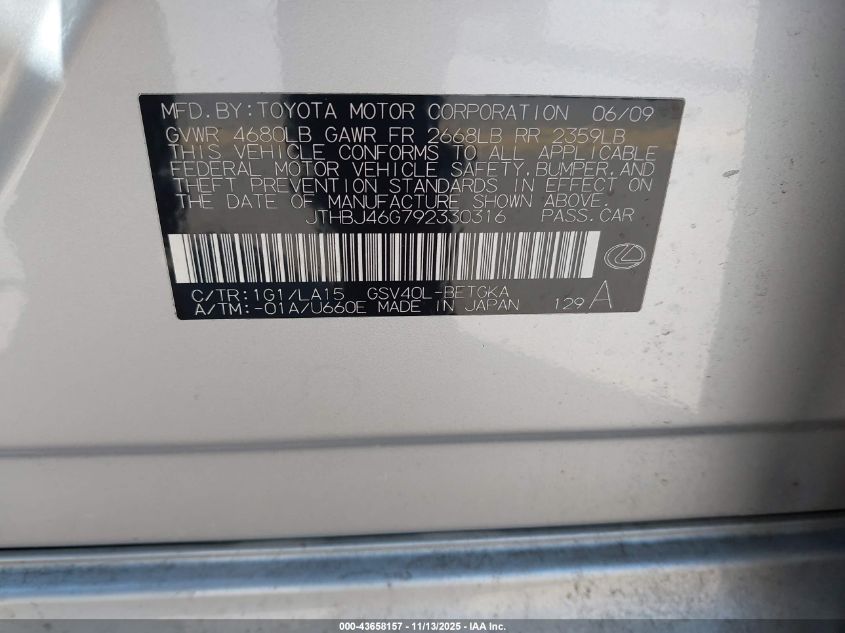 MFD.BY:TOYOTA MOTOR CORPORATION 06/09
GVWR 4680LB GAWR FR 2668LB RR 2359LB
THIS VEHICLE CONFORMS TO ALL APPLICABLE
FEDERAL MOTOR VEHICLE SAFETY,BUMPER,AND
THEFT PREVENTION STANDARDS IN EFFECT ON
THE DATE OF MANUFACTURE SHOWN ABOVE.
JTHBJ46G792330316 PASS.CAR
C/TR:1G1/LA15 GSV40L-BETGKA
A/TM:-01A/U660E MADE IN JAPAN 129 A
000-43658157 - 11/13/2025 - IAA Inc.